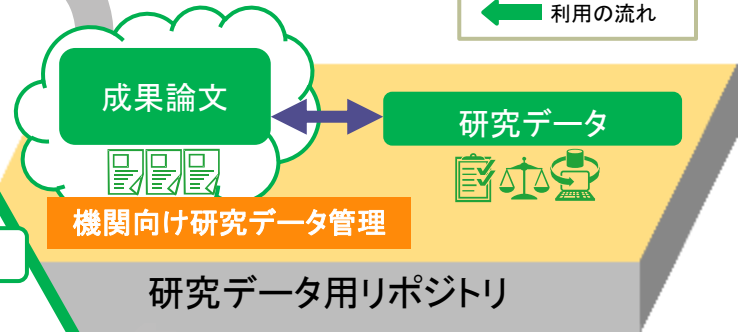 利用の流れ
成果論文
研究データ
機関向け研究データ管理
研究データ用リポジトリ